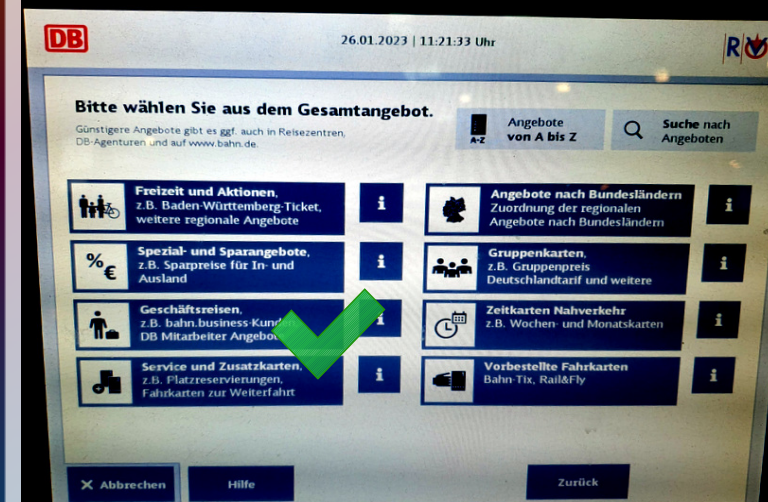 DB
26.01.2023 | 11:21:33 Uhr
Bitte wählen Sie aus dem Gesamtangebot.
Günstigere Angebote gibt es ggf. auch in Reisezentren,
DB-Agenturen und auf www.bahn.de.
A-Z
Angebote
von A bis Z
Suche nach
Angeboten
Freizeit und Aktionen,
z.B. Baden-Württemberg-Ticket,
weitere regionale Angebote
i
Angebote nach Bundesländern
Zuordnung der regionalen
Angebote nach Bundesländern
i
% €
Spezial- und Sparangebote,
z.B. Sparpreise für In- und
Ausland
i
Gruppenkarten,
z.B. Gruppenpreis
Deutschlandtarif und weitere
i
Geschäftsreisen,
z.B. bahn.business-Kunden,
DB Mitarbeiter
i
Zeitkarten Nahverkehr
z.B. Wochen- und Monatskarten
i
Service und Zusatzkarten,
z.B. Platzreservierungen,
Fahrkarten zur Weiterfahrt
i
Vorbestellte Fahrkarten
Bahn-Tix, Rail&Fly
i
Abbrechen
Hilfe
Zurück